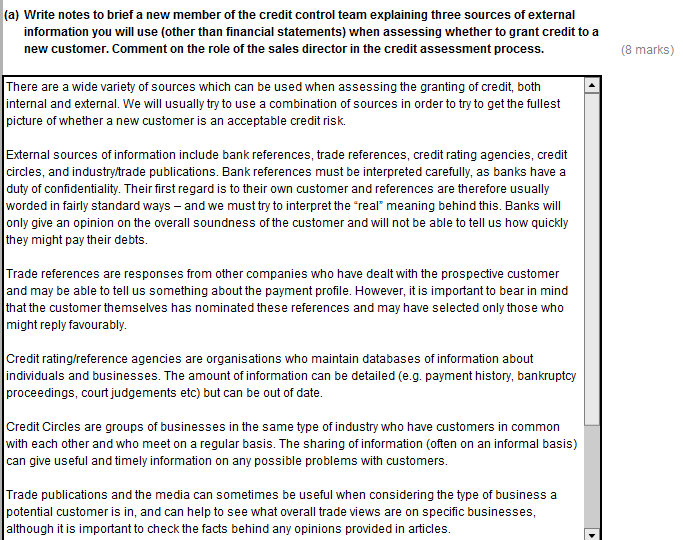 (a) Write notes to brief a new member of the credit control team explaining three sources of external
information you will use (other than financial statements) when assessing whether to grant credit to a
new customer. Comment on the role of the sales director in the credit assessment process.
(8 marks)
There are a wide variety of sources which can be used when assessing the granting of credit, both
internal and external. We will usually try to use a combination of sources in order to try to get the fullest
picture of whether a new customer is an acceptable credit risk.
External sources of information include bank references, trade references, credit rating agencies, credit
circles, and industry/trade publications. Bank references must be interpreted carefully, as banks have a
duty of confidentiality. Their first regard is to their own customer and references are therefore usually
worded in fairly standard ways – and we must try to interpret the “real” meaning behind this. Banks will
only give an opinion on the overall soundness of the customer and will not be able to tell us how quickly
they might pay their debts.
Trade references are responses from other companies who have dealt with the prospective customer
and may be able to tell us something about the payment profile. However, it is important to bear in mind
that the customer themselves has nominated these references and may have selected only those who
might reply favourably.
Credit rating/reference agencies are organisations who maintain databases of information about
individuals and businesses. The amount of information can be detailed (e.g. payment history, bankruptcy
proceedings, court judgements etc) but can be out of date.
Credit Circles are groups of businesses in the same type of industry who have customers in common
with each other and who meet on a regular basis. The sharing of information (often on an informal basis)
can give useful and timely information on any possible problems with customers.
Trade publications and the media can sometimes be useful when considering the type of business a
potential customer is in, and can help to see what overall trade views are on specific businesses,
although it is important to check the facts behind any opinions provided in articles.